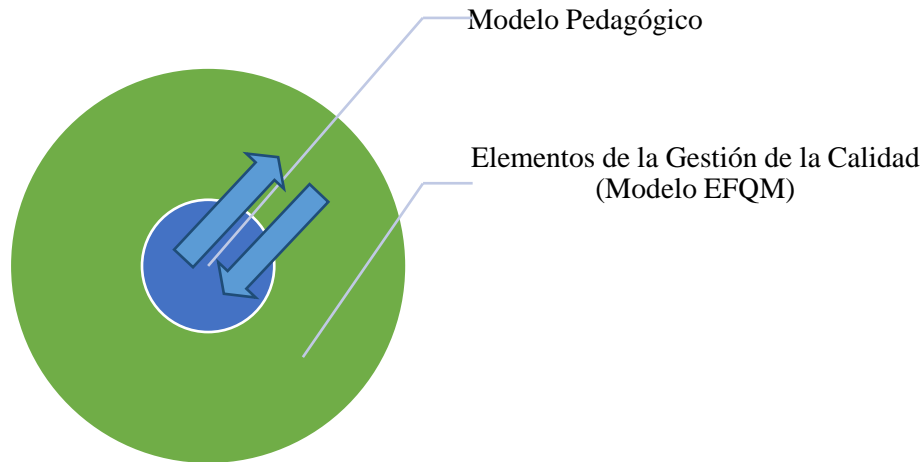 Modelo Pedagógico
Elementos de la Gestión de la Calidad
(Modelo EFQM)